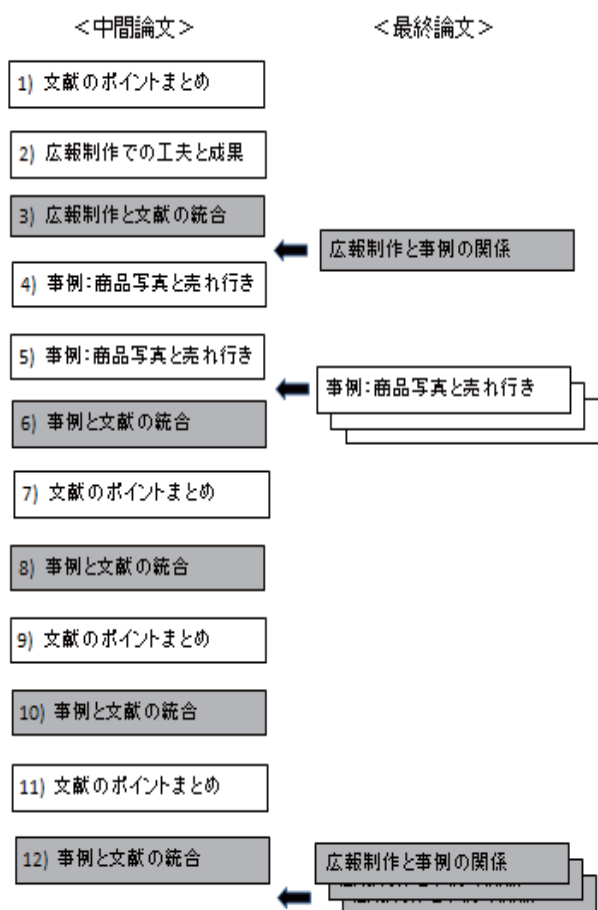 ＜中間論文＞
＜最終論文＞
1) 文献のポイントまとめ
2) 広報制作での工夫と成果
3) 広報制作と文献の統合
広報制作と事例の関係
4) 事例：商品写真と売れ行き
5) 事例：商品写真と売れ行き
事例：商品写真と売れ行き
6) 事例と文献の統合
7) 文献のポイントまとめ
8) 事例と文献の統合
9) 文献のポイントまとめ
10) 事例と文献の統合
11) 文献のポイントまとめ
12) 事例と文献の統合
広報制作と事例の関係